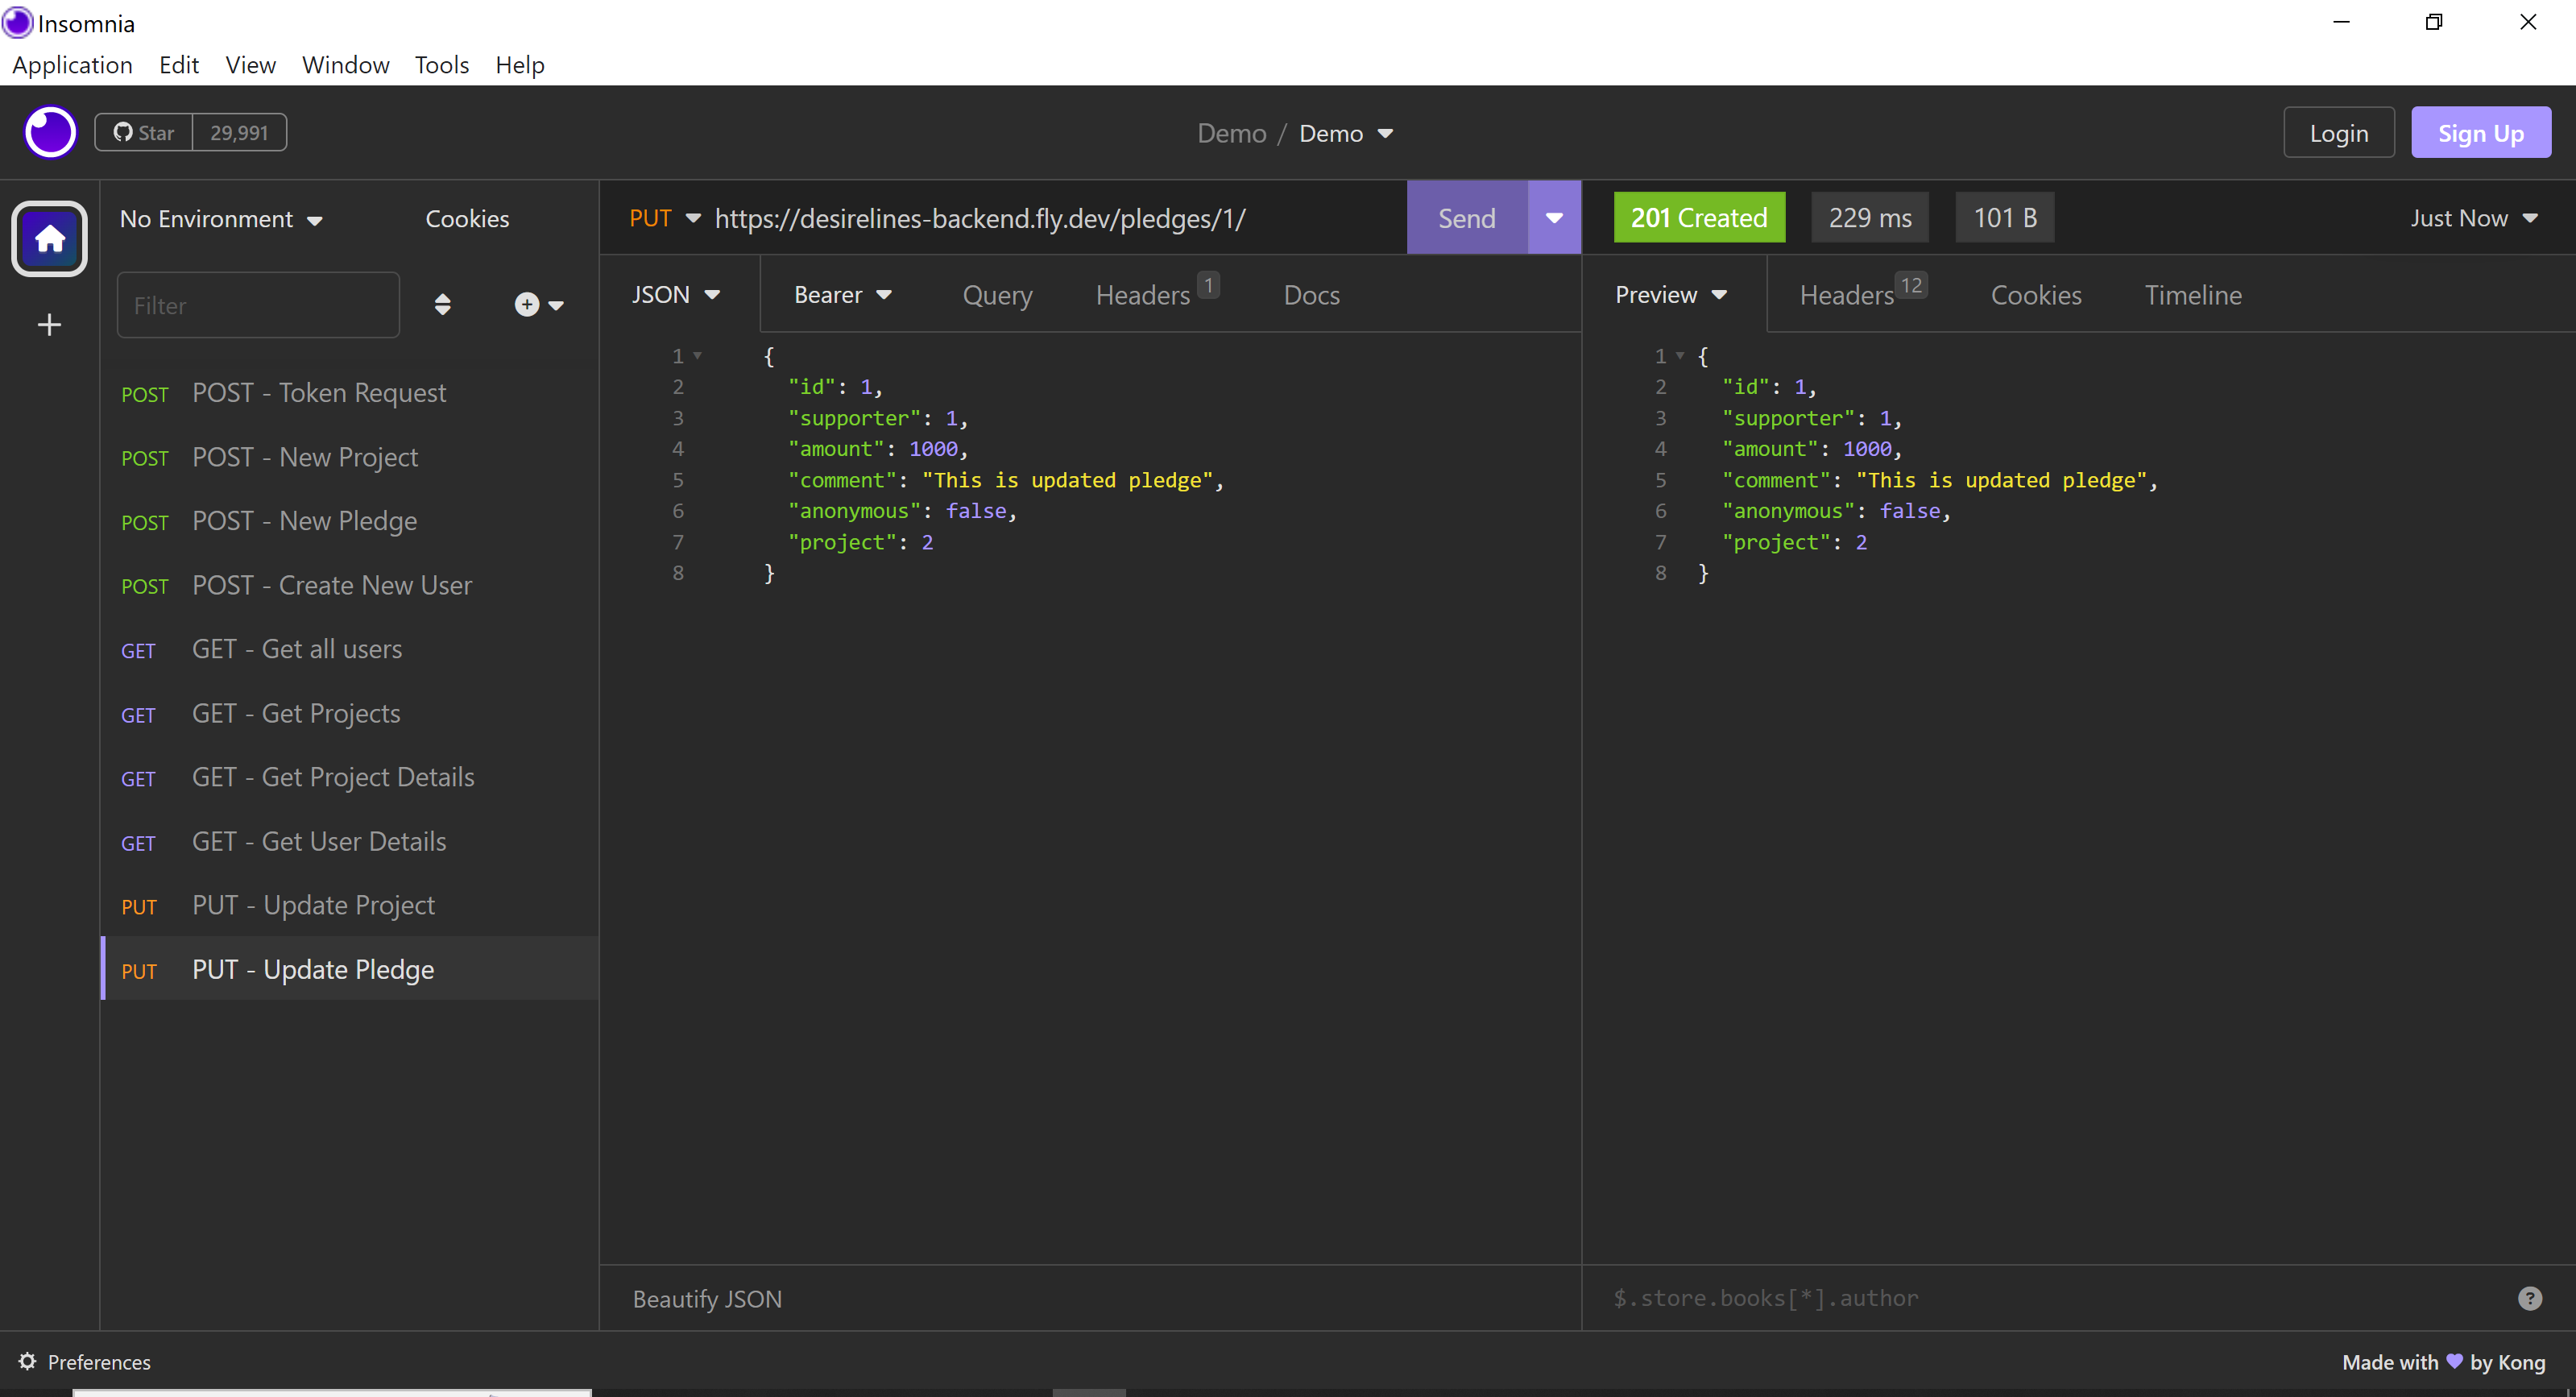 Insomnia
Application Edit View Window Tools Help
Star 29,991
Demo / Demo
Login Sign Up
No Environment Cookies
Filter
POST POST - Token Request
POST POST - New Project
POST POST - New Pledge
POST POST - Create New User
GET GET - Get all users
GET GET - Get Projects
GET GET - Get Project Details
GET GET - Get User Details
PUT PUT - Update Project
PUT PUT - Update Pledge
PUT https://desirelines-backend.fly.dev/pledges/1/ Send
JSON Bearer Query Headers 1 Docs
1 {
2 "id": 1,
3 "supporter": 1,
4 "amount": 1000,
5 "comment": "This is updated pledge",
6 "anonymous": false,
7 "project": 2
8 }
Beautify JSON
201 Created 229 ms 101 B Just Now
Preview Headers 12 Cookies Timeline
1 {
2 "id": 1,
3 "supporter": 1,
4 "amount": 1000,
5 "comment": "This is updated pledge",
6 "anonymous": false,
7 "project": 2
8 }
$.store.books[*].author ?
Preferences
Made with 💜 by Kong